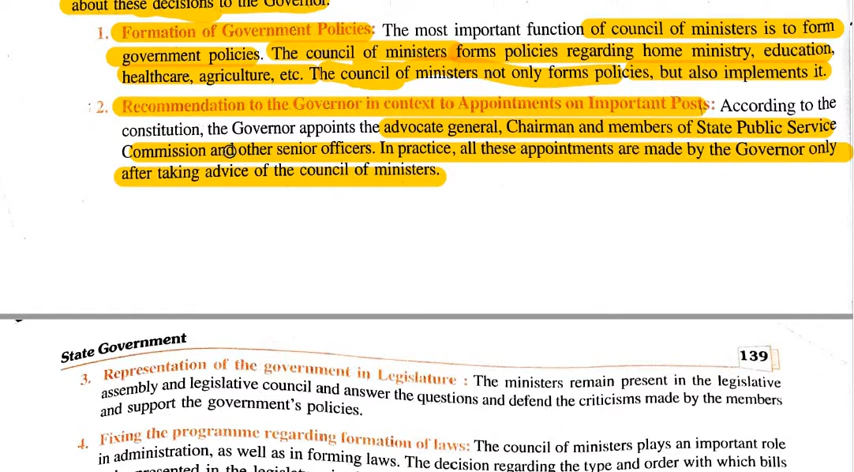 about these decisions to the Governor.
1. Formation of Government Policies: The most important function of council of ministers is to form
government policies. The council of ministers forms policies regarding home ministry, education,
healthcare, agriculture, etc. The council of ministers not only forms policies, but also implements it.
2. Recommendation to the Governor in context to Appointments on Important Posts: According to the
constitution, the Governor appoints the advocate general, Chairman and members of State Public Service
Commission and other senior officers. In practice, all these appointments are made by the Governor only
after taking advice of the council of ministers.
State Government
139
3. Representation of the government in Legislature : The ministers remain present in the legislative
assembly and legislative council and answer the questions and defend the criticisms made by the members
and support the government's policies.
4. Fixing the programme regarding formation of laws: The council of ministers plays an important role
in administration, as well as in forming laws. The decision regarding the type and order with which bills